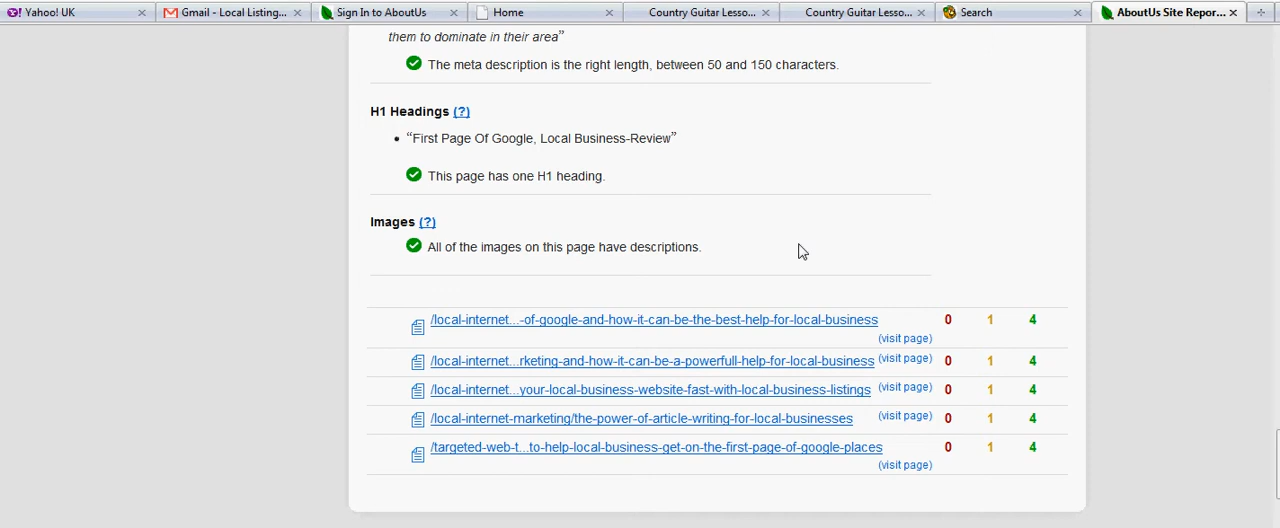 Yahoo! UK
Gmail - Local Listing...
Sign In to AboutUs
Home
Country Guitar Lesso...
Country Guitar Lesso...
Search
AboutUs Site Repor...
them to dominate in their area”
The meta description is the right length, between 50 and 150 characters.
H1 Headings (?)
• “First Page Of Google, Local Business-Review”
This page has one H1 heading.
Images (?)
All of the images on this page have descriptions.
/local-internet...-of-google-and-how-it-can-be-the-best-help-for-local-business 0 1 4
(visit page)
/local-internet...rketing-and-how-it-can-be-a-powerfull-help-for-local-business (visit page) 0 1 4
/local-internet...your-local-business-website-fast-with-local-business-listings (visit page) 0 1 4
/local-internet-marketing/the-power-of-article-writing-for-local-businesses (visit page) 0 1 4
/targeted-web-t...to-help-local-business-get-on-the-first-page-of-google-places 0 1 4
(visit page)